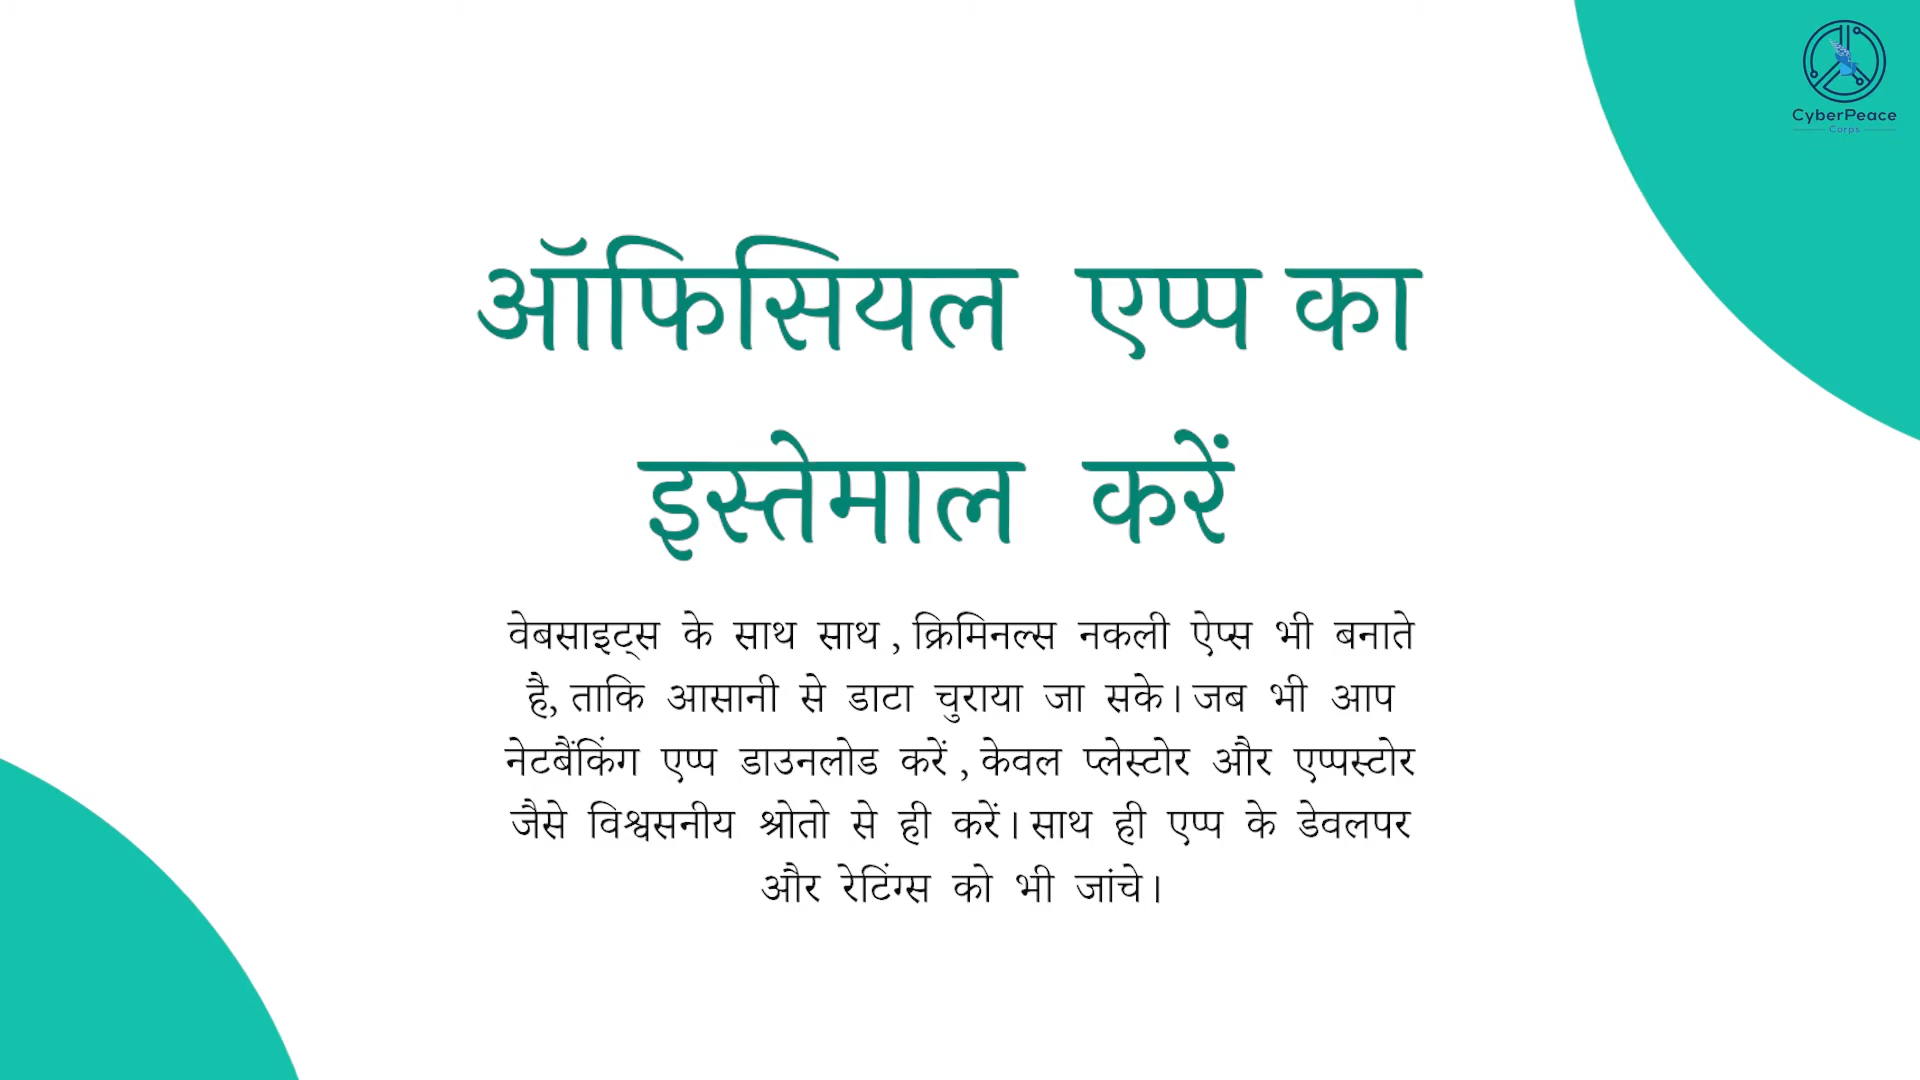 CyberPeace
Corps
ऑफिसियल एप्प का
इस्तेमाल करें
वेबसाइट्स के साथ साथ , क्रिमिनल्स नकली ऐप्स भी बनाते
है, ताकि आसानी से डाटा चुराया जा सके। जब भी आप
नेटबैंकिंग एप्प डाउनलोड करें , केवल प्लेस्टोर और एप्पस्टोर
जैसे विश्वसनीय श्रोतो से ही करें। साथ ही एप्प के डेवलपर
और रेटिंग्स को भी जांचे।